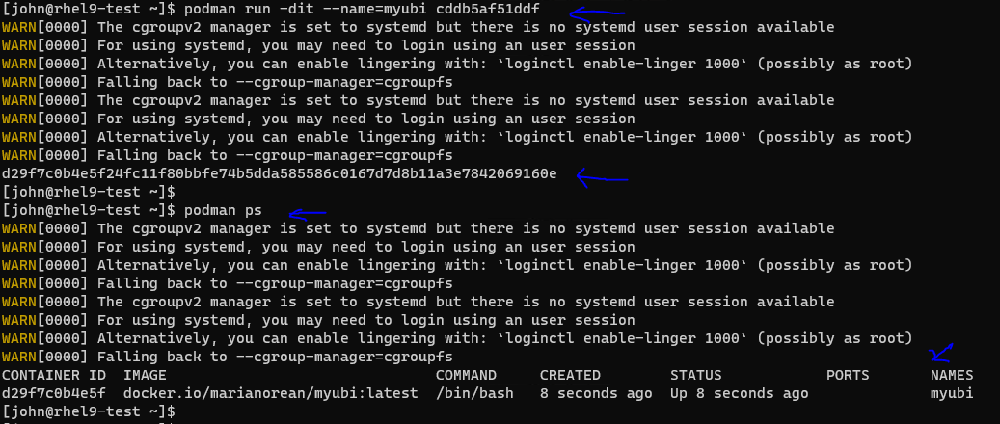 [john@rhel9-test ~]$ podman run -dit --name=myubi cddb5af51ddf
WARN[0000] The cgroupv2 manager is set to systemd but there is no systemd user session available
WARN[0000] For using systemd, you may need to login using an user session
WARN[0000] Alternatively, you can enable lingering with: `loginctl enable-linger 1000` (possibly as root)
WARN[0000] Falling back to --cgroup-manager=cgroupfs
WARN[0000] The cgroupv2 manager is set to systemd but there is no systemd user session available
WARN[0000] For using systemd, you may need to login using an user session
WARN[0000] Alternatively, you can enable lingering with: `loginctl enable-linger 1000` (possibly as root)
WARN[0000] Falling back to --cgroup-manager=cgroupfs
d29f7c0b4e5f24fc11f80bbfe74b5dda585586c0167d7d8b11a3e7842069160e
[john@rhel9-test ~]$
[john@rhel9-test ~]$ podman ps
WARN[0000] The cgroupv2 manager is set to systemd but there is no systemd user session available
WARN[0000] For using systemd, you may need to login using an user session
WARN[0000] Alternatively, you can enable lingering with: `loginctl enable-linger 1000` (possibly as root)
WARN[0000] Falling back to --cgroup-manager=cgroupfs
WARN[0000] The cgroupv2 manager is set to systemd but there is no systemd user session available
WARN[0000] For using systemd, you may need to login using an user session
WARN[0000] Alternatively, you can enable lingering with: `loginctl enable-linger 1000` (possibly as root)
WARN[0000] Falling back to --cgroup-manager=cgroupfs
CONTAINER ID  IMAGE                               COMMAND     CREATED        STATUS            PORTS       NAMES
d29f7c0b4e5f  docker.io/marianorean/myubi:latest  /bin/bash   8 seconds ago  Up 8 seconds ago              myubi
[john@rhel9-test ~]$